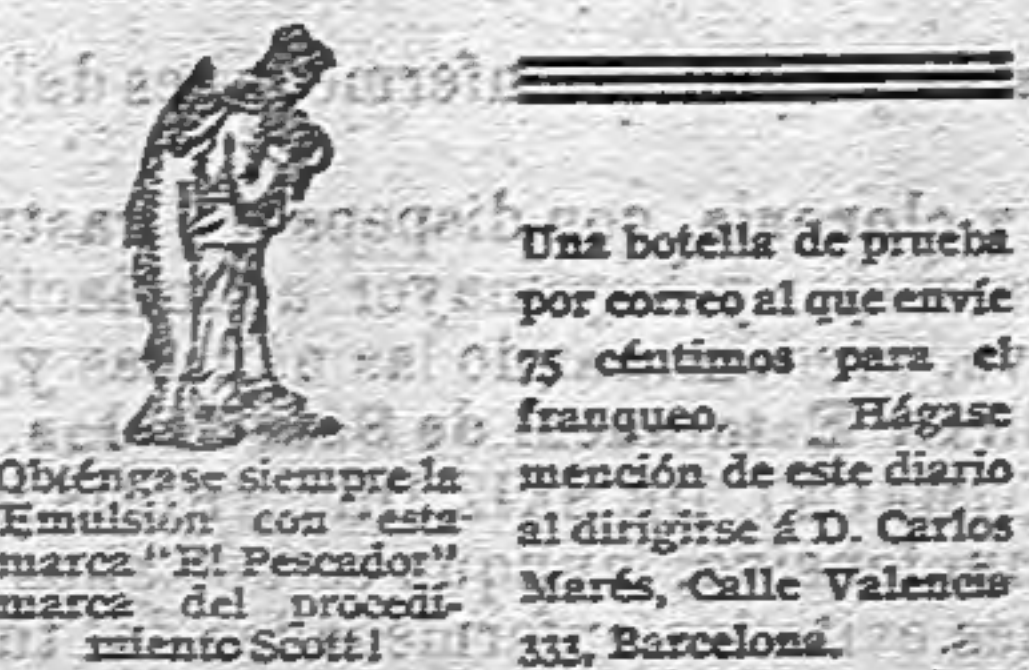 Obténgase siempre la
Emulsión con esta
marca "El Pescador"
marca del procedi-
miento Scott!
Una botella de prueba
por correo al que envíe
75 céntimos para el
franqueo. Hágase
mención de este diario
al dirigirse á D. Carlos
Marés, Calle Valencia
333, Barcelona.